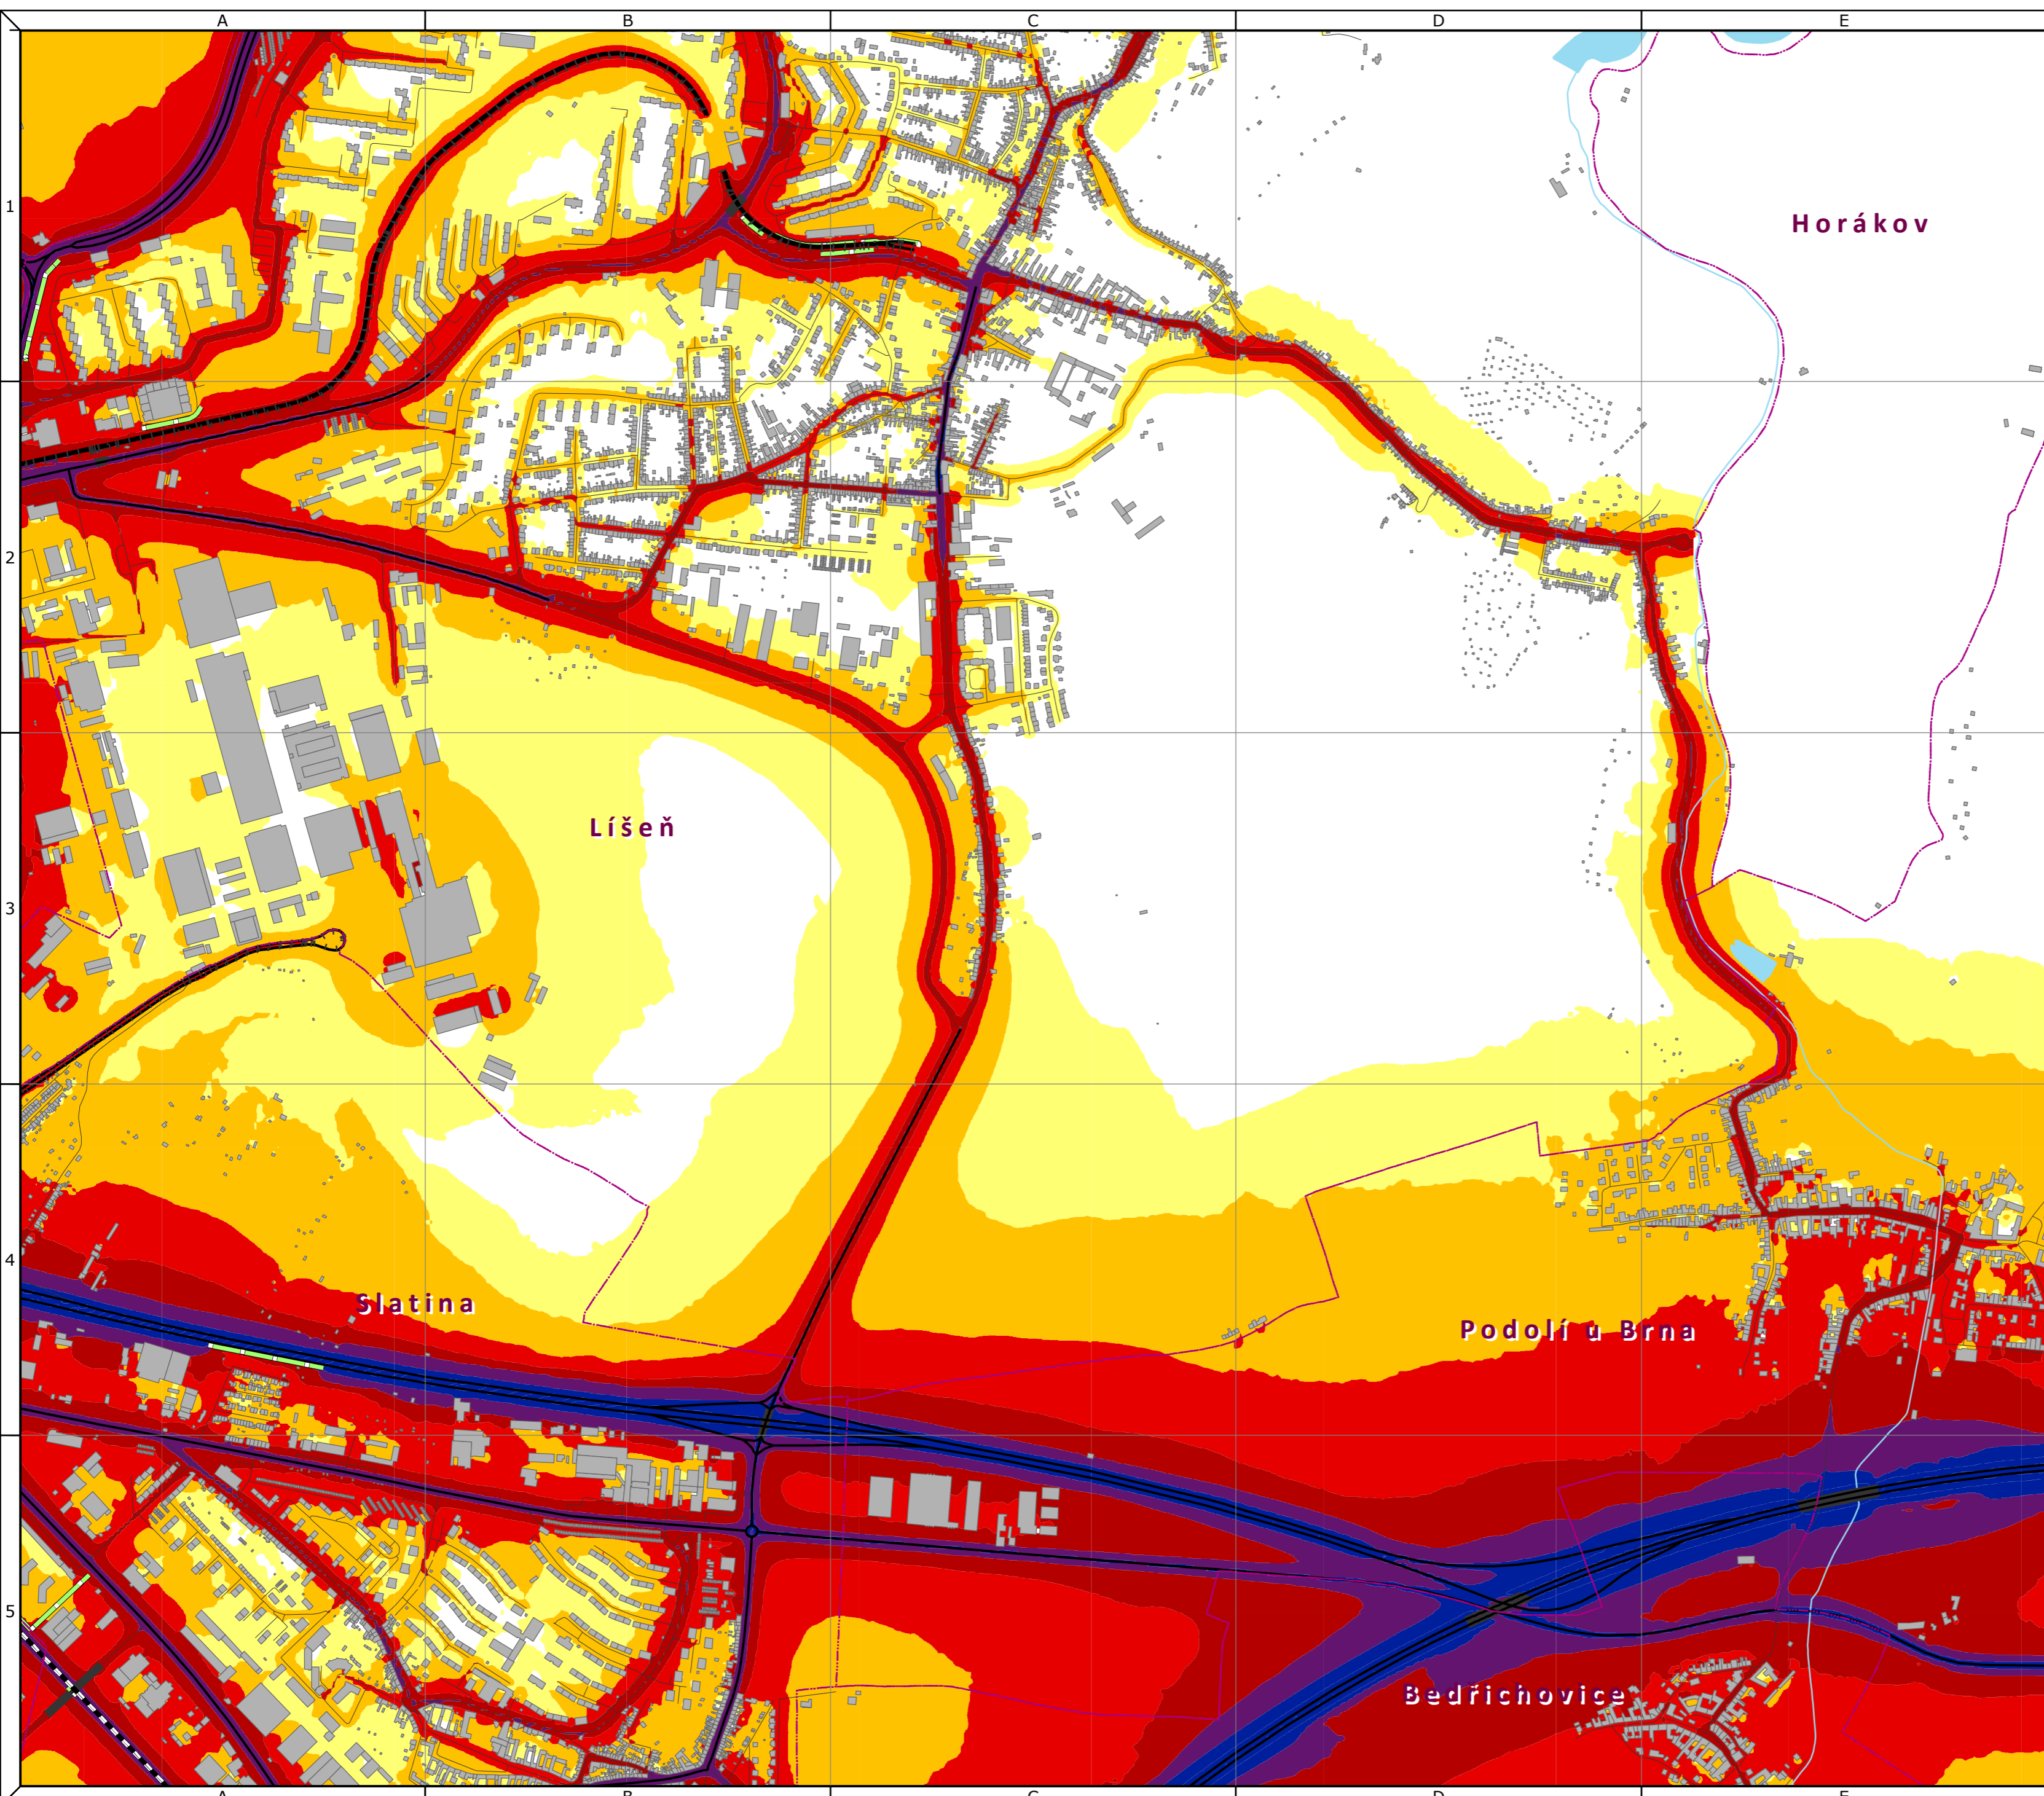 A B C D E
1
Horákov
2
Líšeň
3
4
Slatina
Podolí u Brna
5
Bedřichovice
A B C D E